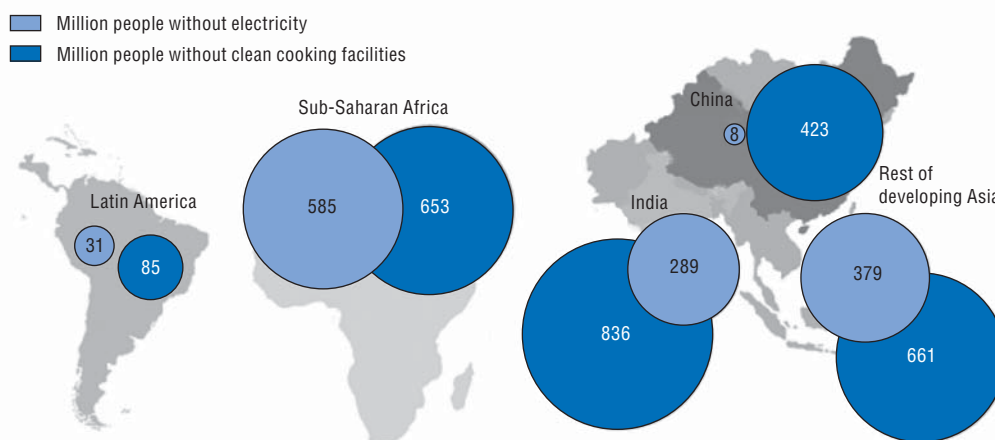 Million people without electricity
Million people without clean cooking facilities
Sub-Saharan Africa
585
653
Latin America
31
85
China
8
423
India
289
836
Rest of
developing Asia
379
661